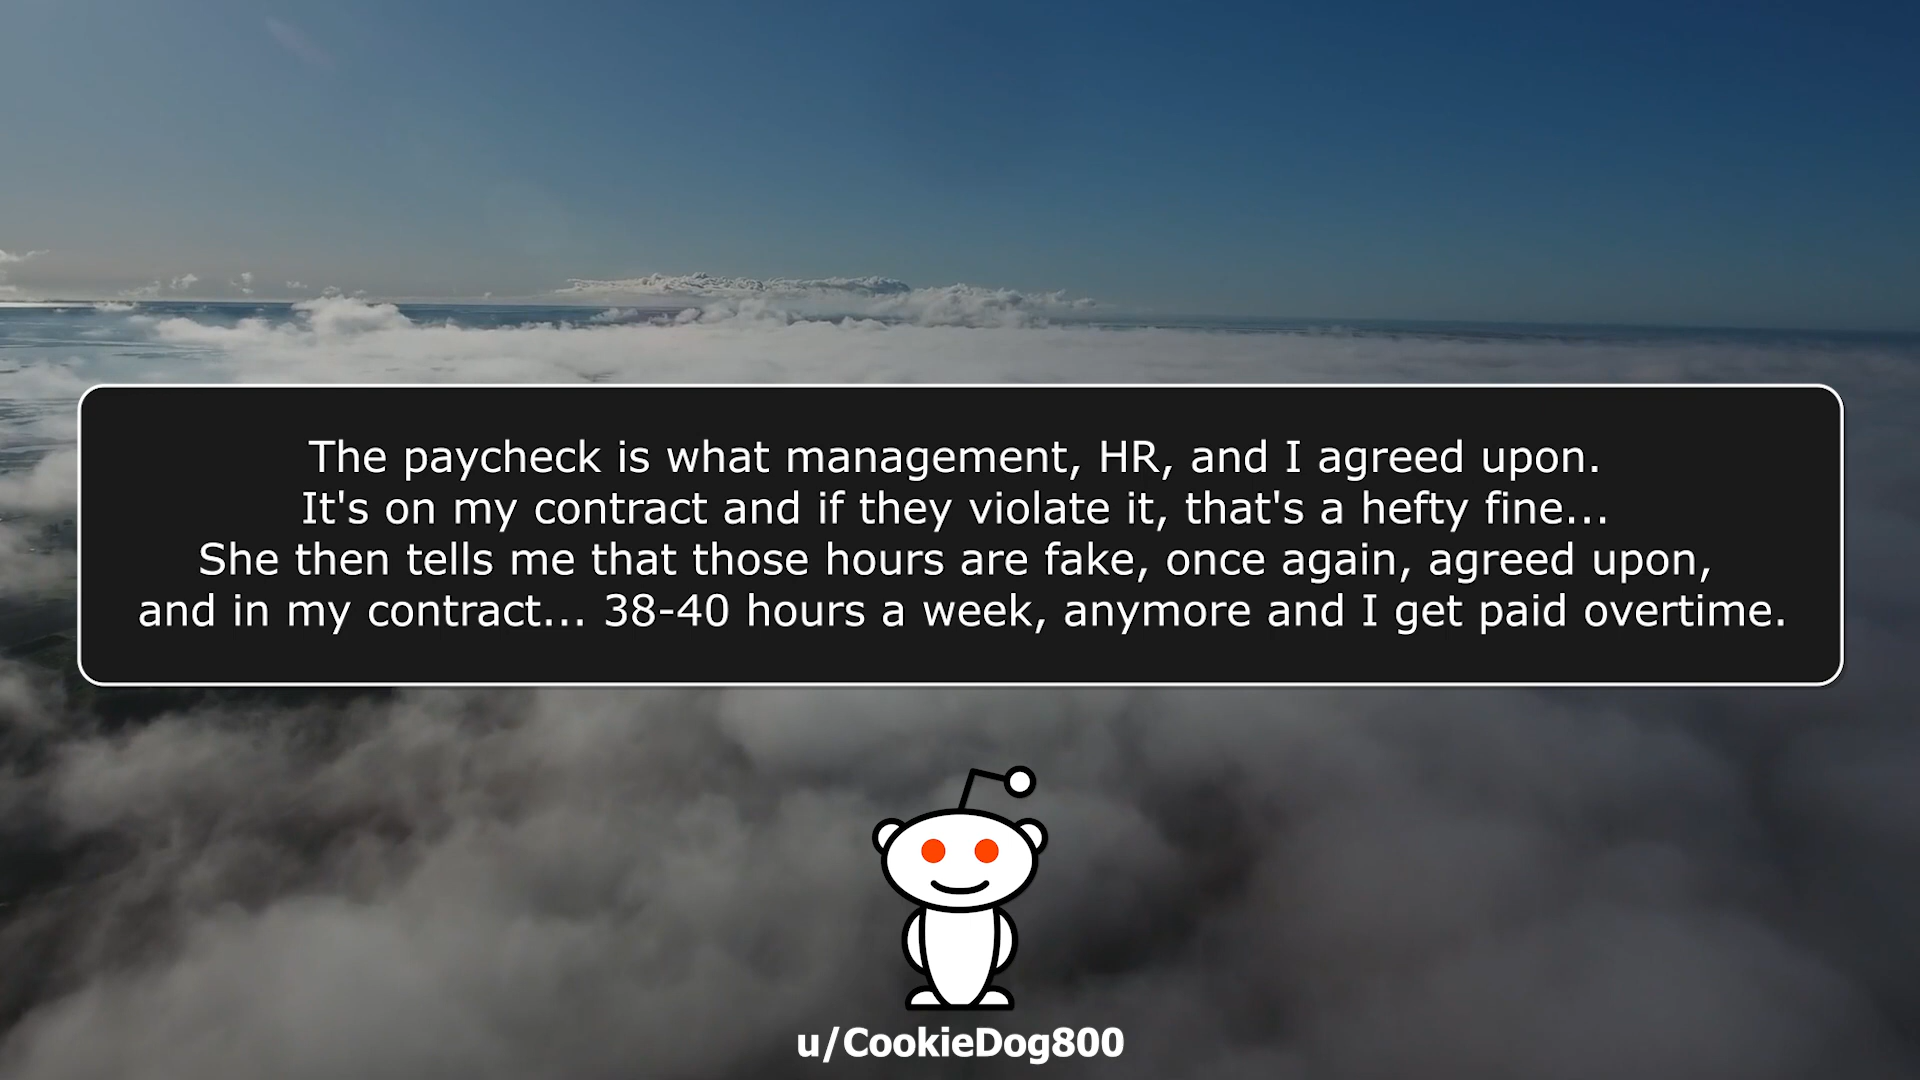 The paycheck is what management, HR, and I agreed upon.
It's on my contract and if they violate it, that's a hefty fine...
She then tells me that those hours are fake, once again, agreed upon,
and in my contract... 38-40 hours a week, anymore and I get paid overtime.
u/CookieDog800